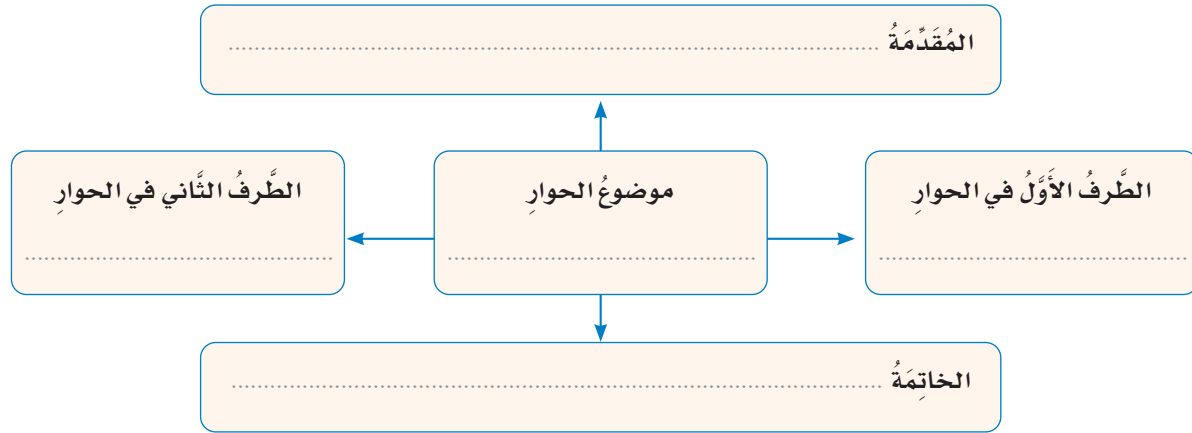 المُقَدِّمَةُ ........................................................................
الطَّرفُ الأَوَّلُ في الحوارِ
........................................................................
موضوعُ الحوارِ
........................................................................
الطَّرفُ الثَّاني في الحوارِ
........................................................................
الخاتِمَةُ ........................................................................